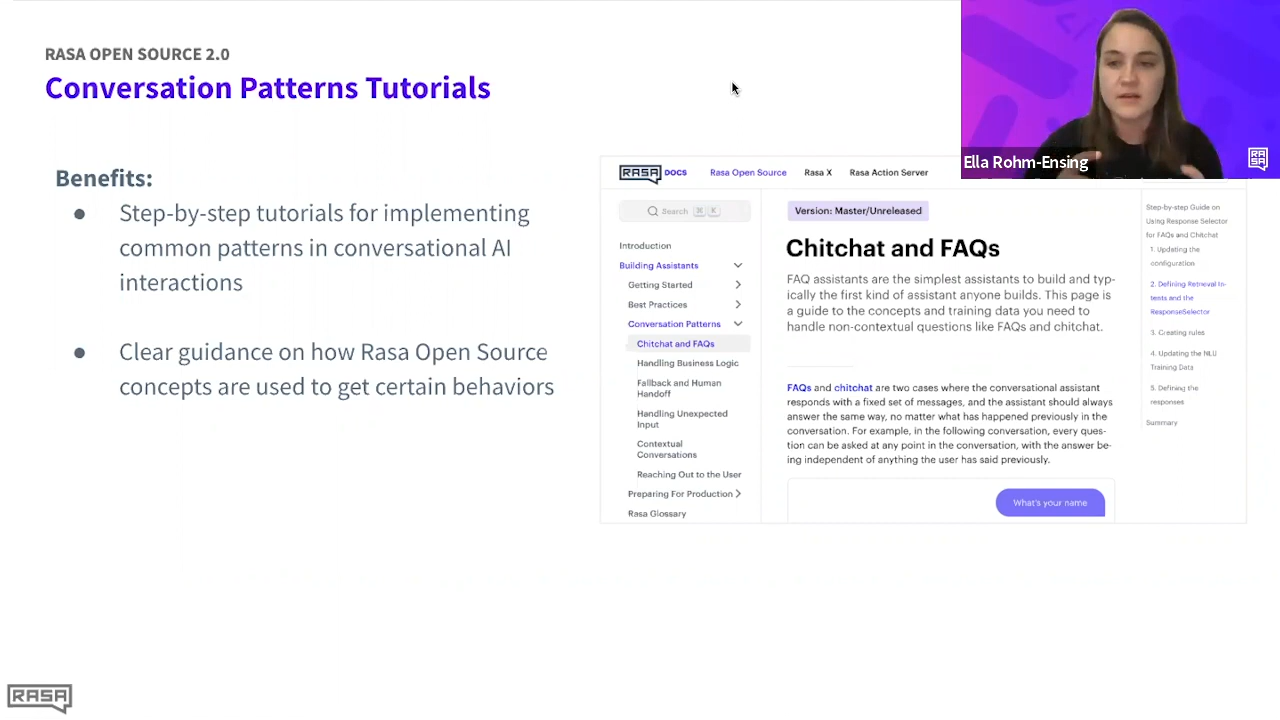 RASA OPEN SOURCE 2.0
Conversation Patterns Tutorials
Benefits:
● Step-by-step tutorials for implementing
common patterns in conversational AI
interactions
● Clear guidance on how Rasa Open Source
concepts are used to get certain behaviors
RASA
Ella Rohm-Ensing
RASA
RASA DOCS Rasa Open Source Rasa X Rasa Action Server
Search ⌘ K
Introduction
Building Assistants
Getting Started
Best Practices
Conversation Patterns
Chitchat and FAQs
Handling Business Logic
Fallback and Human
Handoff
Handling Unexpected
Input
Contextual
Conversations
Reaching Out to the User
Preparing For Production
Rasa Glossary
Version: Master/Unreleased
Chitchat and FAQs
FAQ assistants are the simplest assistants to build and typ-
ically the first kind of assistant anyone builds. This page is
a guide to the concepts and training data you need to
handle non-contextual questions like FAQs and chitchat.
FAQs and chitchat are two cases where the conversational assistant
responds with a fixed set of messages, and the assistant should always
answer the same way, no matter what has happened previously in the
conversation. For example, in the following conversation, every ques-
tion can be asked at any point in the conversation, with the answer be-
ing independent of anything the user has said previously.
What's your name
Step-by-step Guide on
Using Response Selector
for FAQs and Chitchat
1. Updating the
configuration
2. Defining Retrieval In-
tents and the
ResponseSelector
3. Creating rules
4. Updating the NLU
Training Data
5. Defining the
responses
Summary